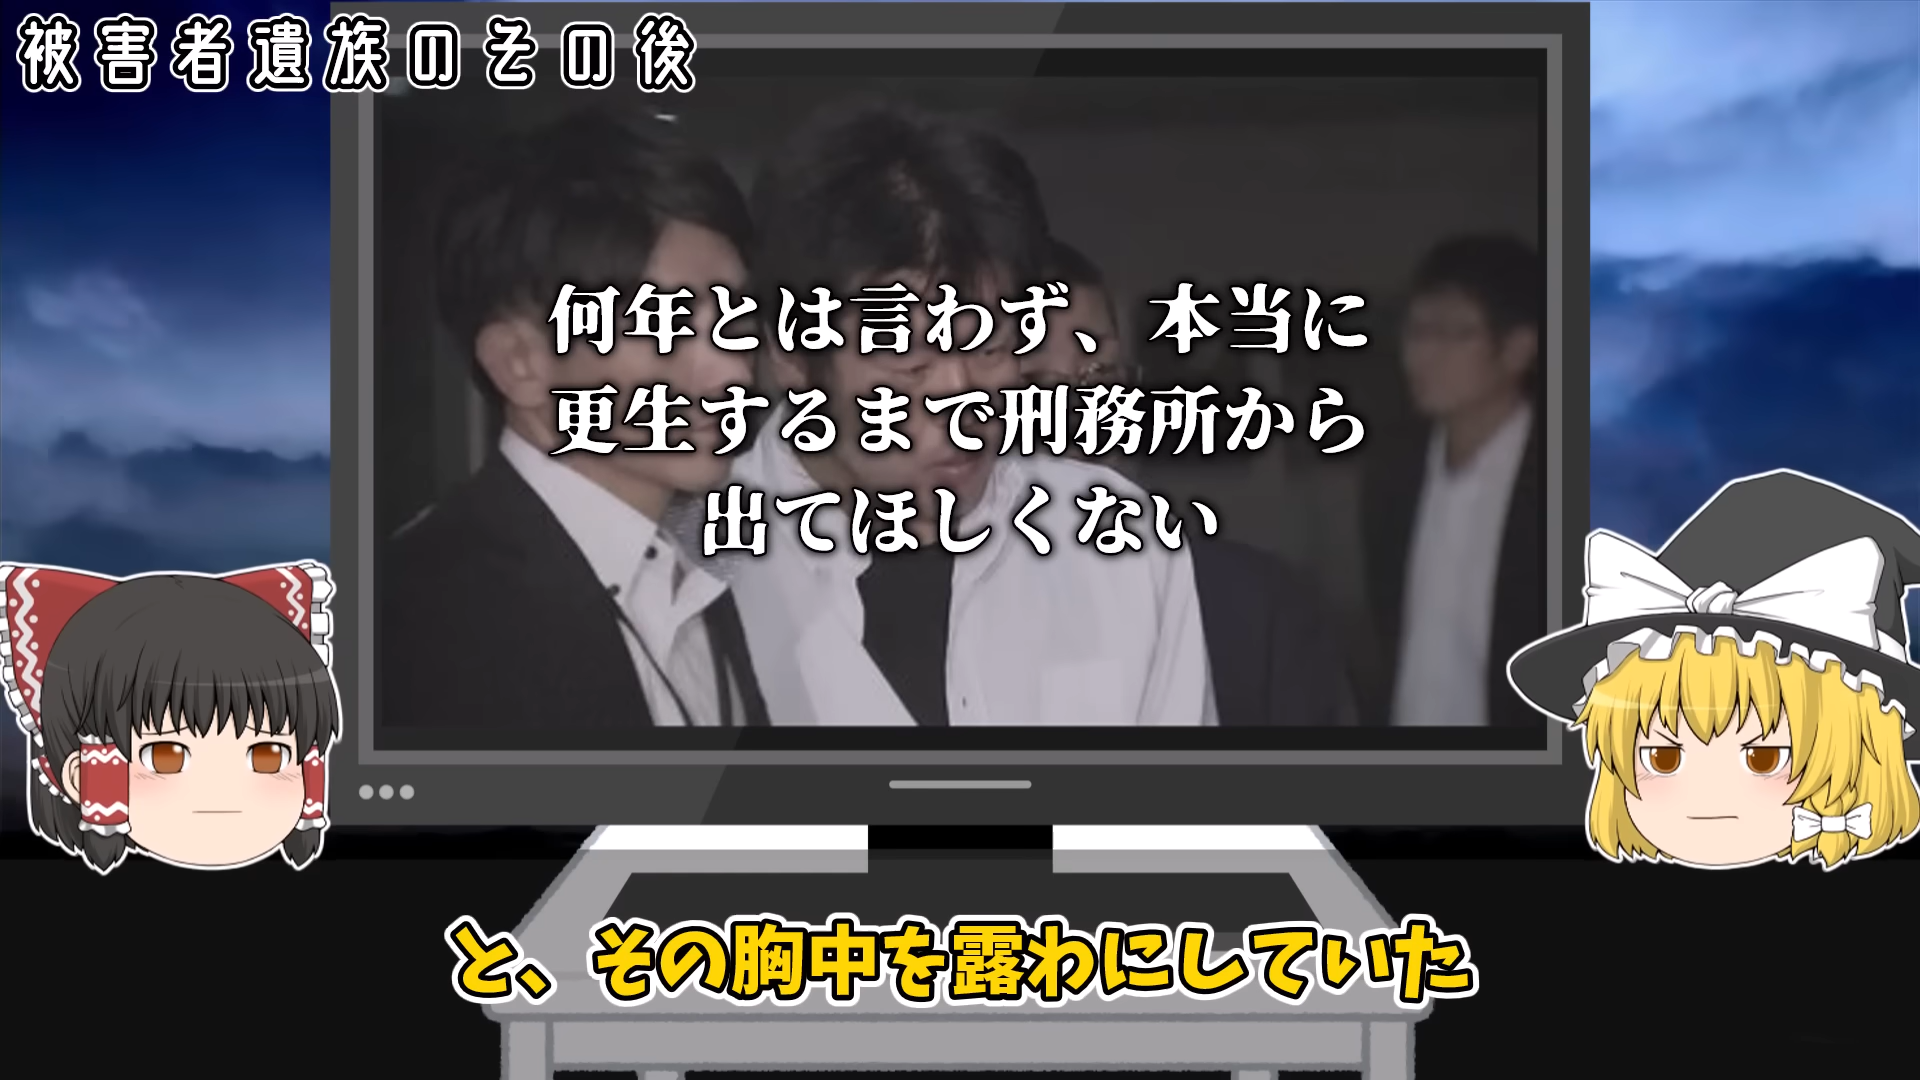 被害者遺族のその後
何年とは言わず、本当に
更生するまで刑務所から
出てほしくない
と、その胸中を露わにしていた